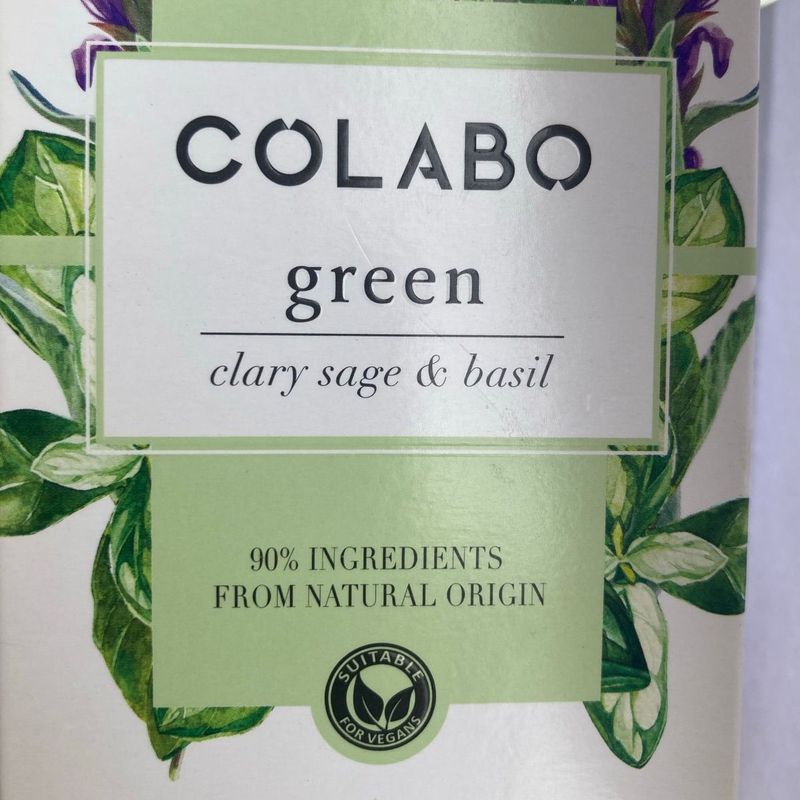 COLABO
green
clary sage & basil
90% INGREDIENTS
FROM NATURAL ORIGIN
SUITABLE
FOR VEGANS